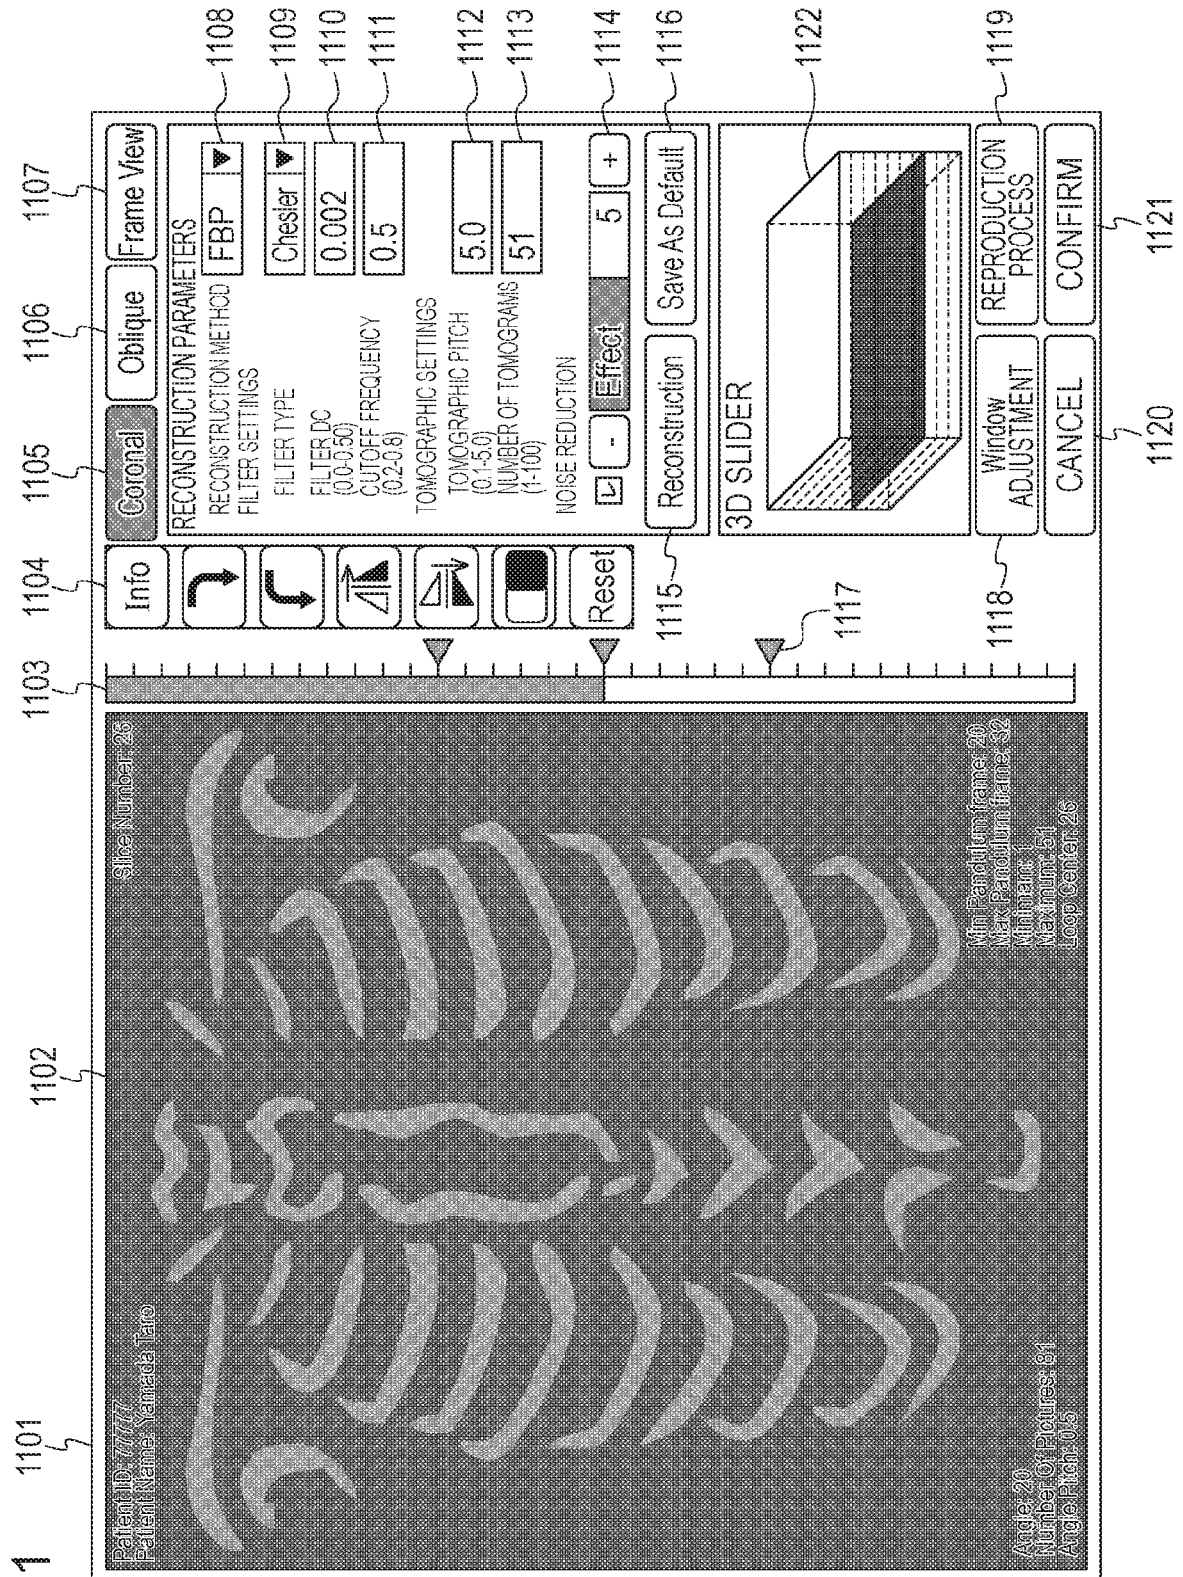 1
1101
1102
1103
1104
1105
1106
1107
Patient ID: 77777
Patient Name: Yamada Taro
Slice Number: 26
Angle: 20
Number Of Pictures: 81
Angle Pitch: 0.5
Min Pandulum frame: 20
Max Pandulum frame: 32
Minimam: 1
Maximum: 51
Loop Center: 26
Info
Reset
Coronal
Oblique
Frame View
RECONSTRUCTION PARAMETERS
RECONSTRUCTION METHOD
FBP
1108
FILTER SETTINGS
FILTER TYPE
Chesler
1109
FILTER DC
(0.0-0.50)
0.002
1110
CUTOFF FREQUENCY
(0.2-0.8)
0.5
1111
TOMOGRAPHIC SETTINGS
TOMOGRAPHIC PITCH
(0.1-5.0)
5.0
1112
NUMBER OF TOMOGRAMS
(1-100)
51
1113
NOISE REDUCTION
-
Effect
5
+
1114
Reconstruction
Save As Default
1115
1116
1117
3D SLIDER
1122
Window
ADJUSTMENT
REPRODUCTION
PROCESS
1118
1119
CANCEL
CONFIRM
1120
1121